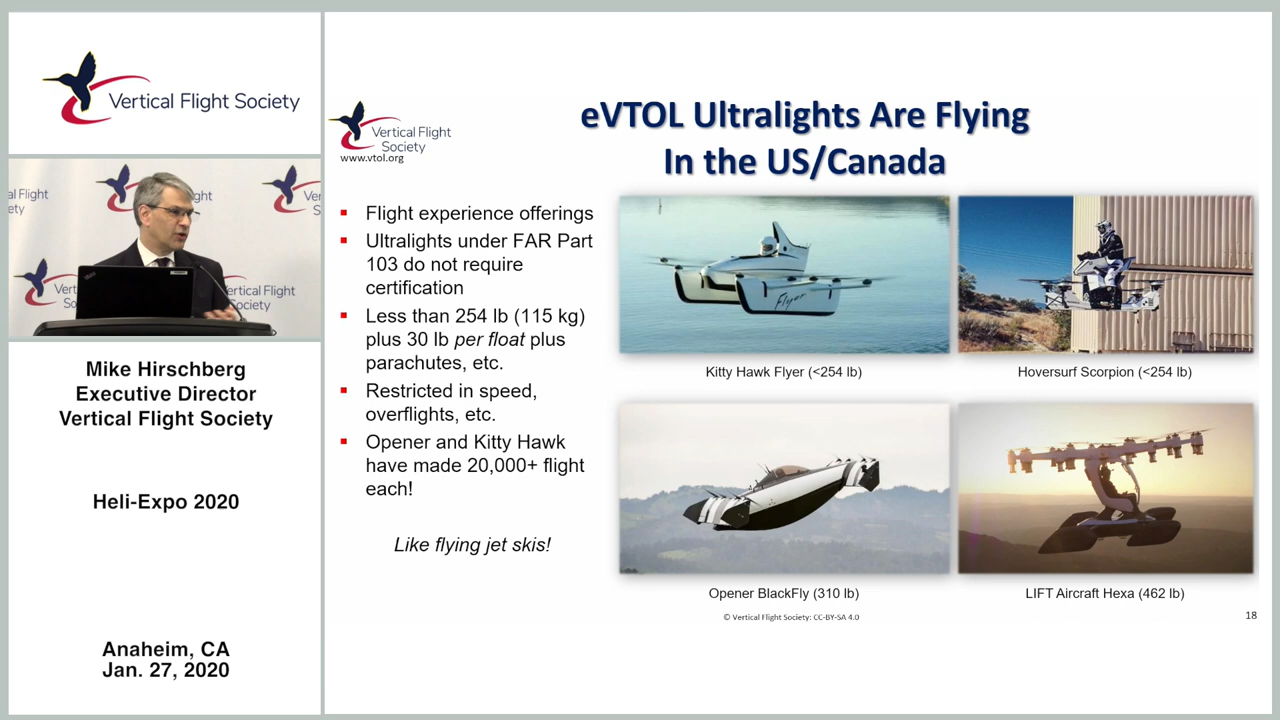 Vertical Flight Society
Mike Hirschberg
Executive Director
Vertical Flight Society
Heli-Expo 2020
Anaheim, CA
Jan. 27, 2020
Vertical Flight
Society
www.vtol.org
eVTOL Ultralights Are Flying
In the US/Canada
▪ Flight experience offerings
▪ Ultralights under FAR Part
103 do not require
certification
▪ Less than 254 lb (115 kg)
plus 30 lb per float plus
parachutes, etc.
▪ Restricted in speed,
overflights, etc.
▪ Opener and Kitty Hawk
have made 20,000+ flight
each!
Like flying jet skis!
Flyer
Kitty Hawk Flyer (<254 lb)
Hoversurf Scorpion (<254 lb)
Opener BlackFly (310 lb)
LIFT Aircraft Hexa (462 lb)
© Vertical Flight Society: CC-BY-SA 4.0
18